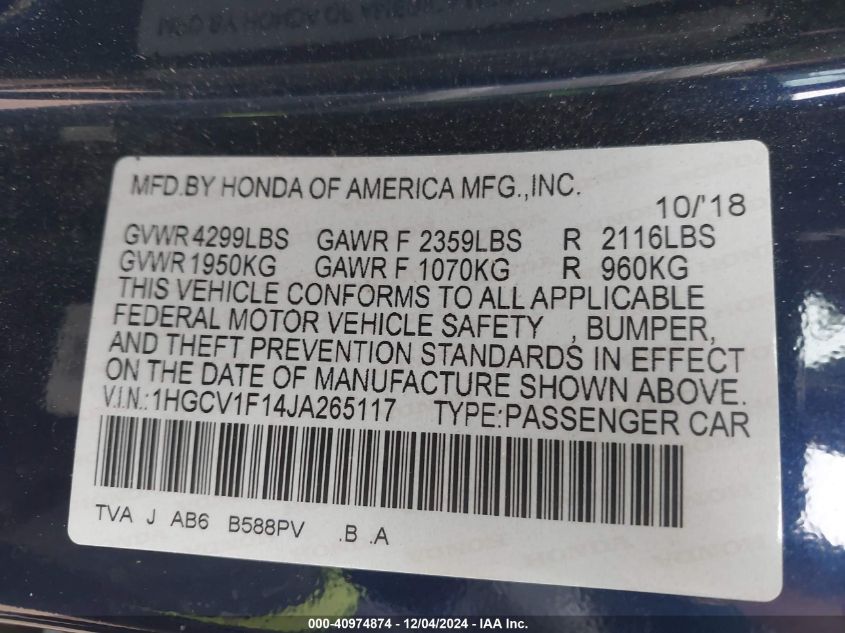 MFD.BY HONDA OF AMERICA MFG.,INC.
10/'18
GVWR 4299LBS GAWR F 2359LBS R 2116LBS
GVWR 1950KG GAWR F 1070KG R 960KG
THIS VEHICLE CONFORMS TO ALL APPLICABLE
FEDERAL MOTOR VEHICLE SAFETY , BUMPER,
AND THEFT PREVENTION STANDARDS IN EFFECT
ON THE DATE OF MANUFACTURE SHOWN ABOVE.
V.I.N.:1HGCV1F14JA265117 TYPE:PASSENGER CAR
TVA J AB6 B588PV .B .A
000-40974874 - 12/04/2024 - IAA Inc.